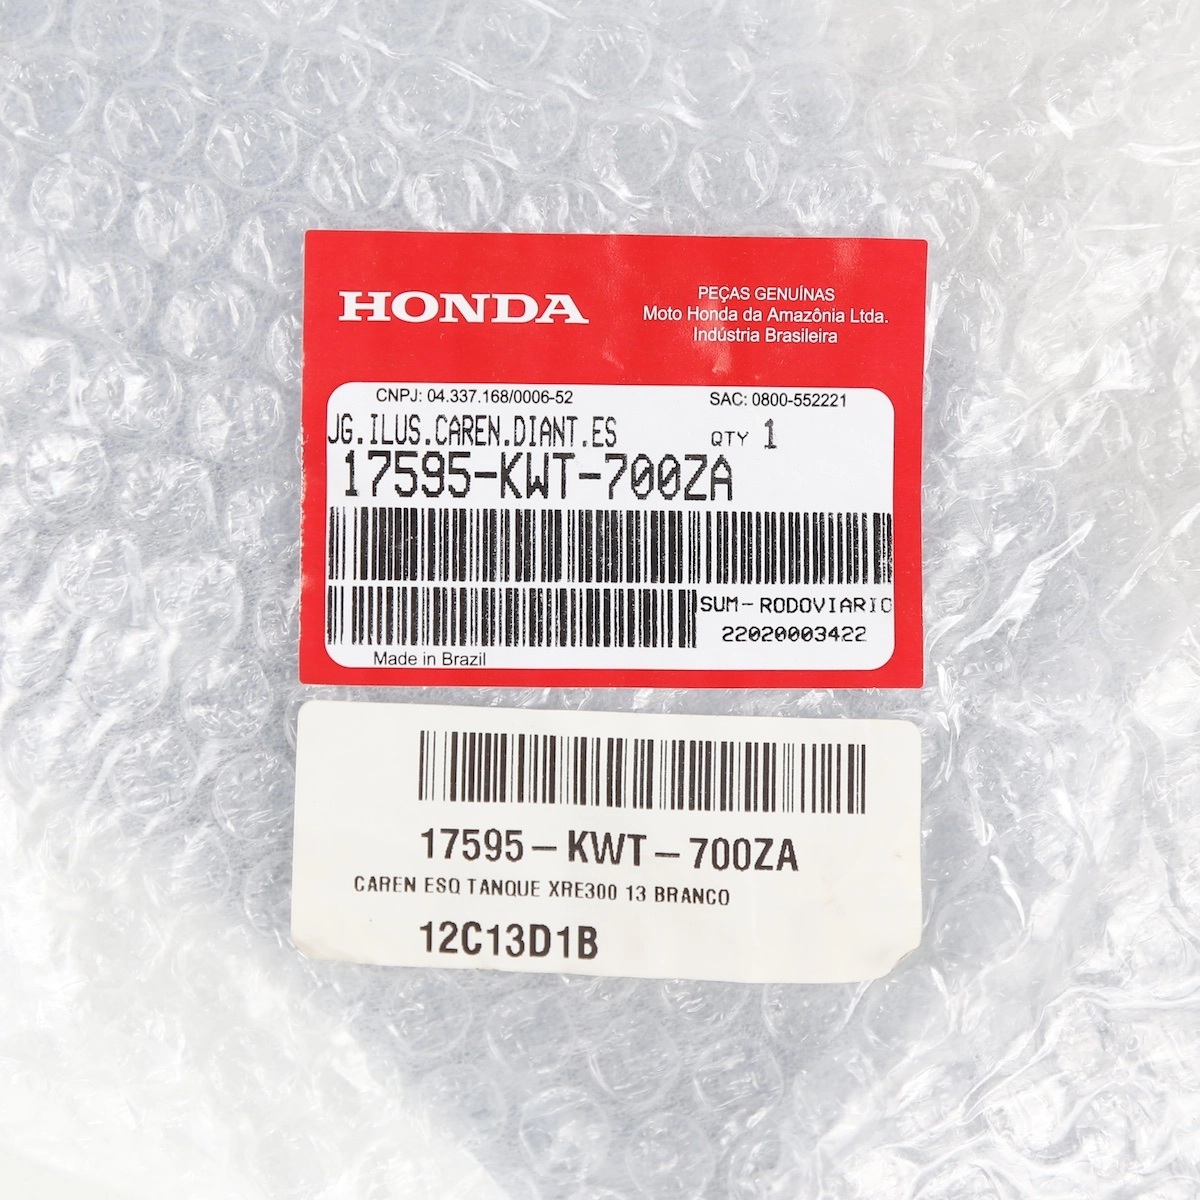 HONDA
PEÇAS GENUÍNAS
Moto Honda da Amazônia Ltda.
Indústria Brasileira
CNPJ: 04.337.168/0006-52
SAC: 0800-552221
JG.ILUS.CAREN.DIANT.ES
QTY 1
17595-KWT-700ZA
SUM-RODOVIARIO
22020003422
Made in Brazil
17595-KWT-700ZA
CAREN ESQ TANQUE XRE300 13 BRANCO
12C13D1B